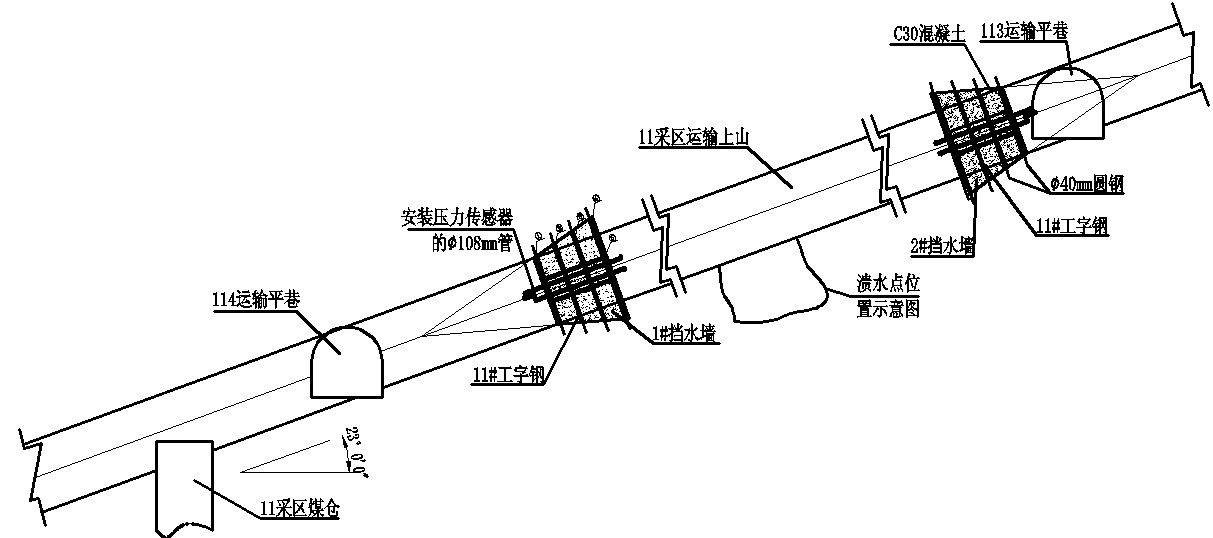 C30混凝土
113运输平巷
11采区运输上山
φ40mm圆钢
11#工字钢
2#挡水墙
安装压力传感器
的φ108mm管
溃水点位
置示意图
114运输平巷
1#挡水墙
11#工字钢
23°0'0"
11采区煤仓